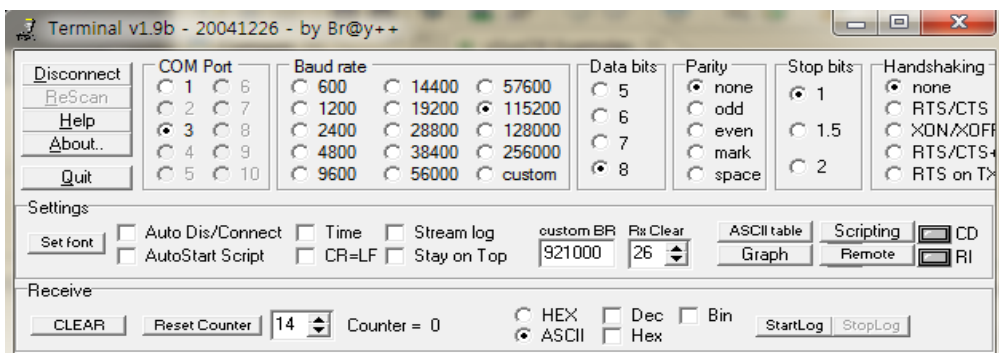 Terminal v1.9b - 20041226 - by Br@y++
Disconnect
ReScan
Help
About..
Quit
COM Port
1 6
2 7
3 8
4 9
5 10
Baud rate
600 14400 57600
1200 19200 115200
2400 28800 128000
4800 38400 256000
9600 56000 custom
Data bits
5
6
7
8
Parity
none
odd
even
mark
space
Stop bits
1
1.5
2
Handshaking
none
RTS/CTS
XON/XOFF
RTS/CTS+
RTS on TX
Settings
Set font
Auto Dis/Connect Time Stream log
AutoStart Script CR=LF Stay on Top
custom BR Rx Clear
921000 26
ASCII table Scripting CD
Graph Remote RI
Receive
CLEAR Reset Counter 14 Counter = 0
HEX Dec Bin
ASCII Hex
StartLog StopLog